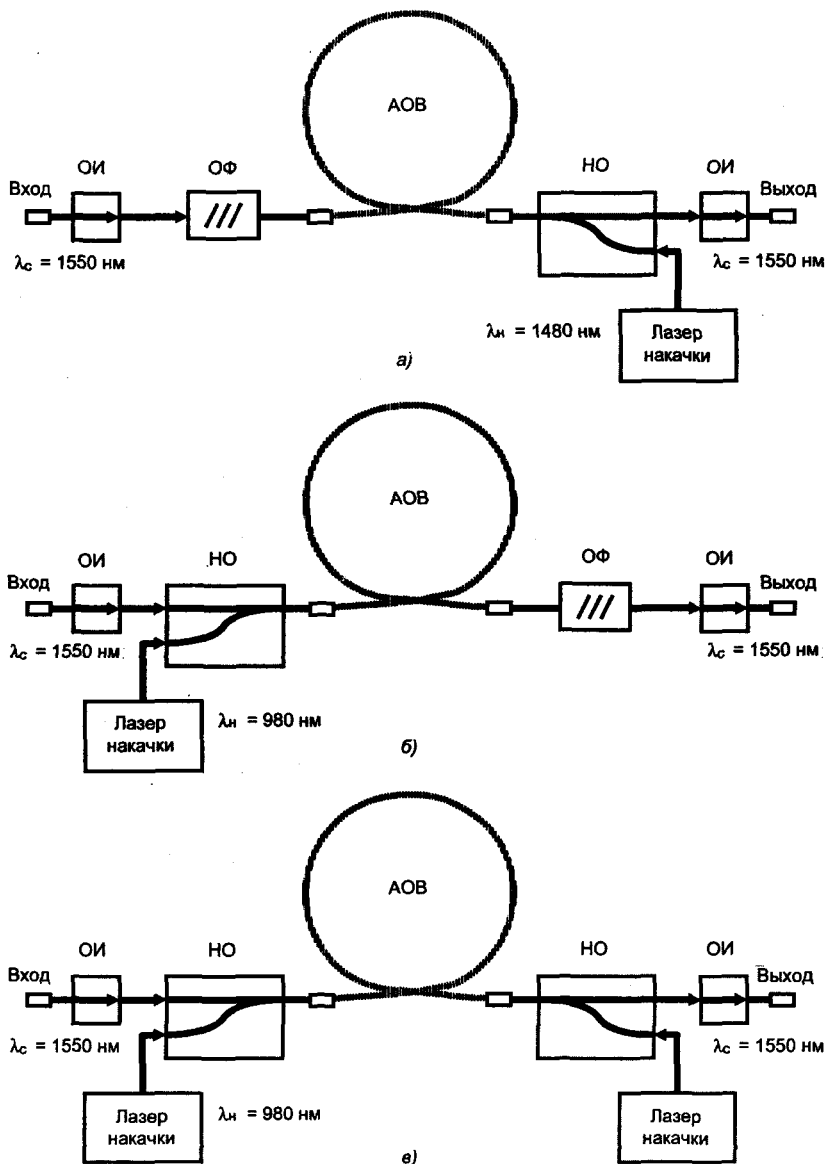 АОВ
ОИ ОФ НО ОИ
Вход Выход
λс = 1550 нм λс = 1550 нм
λн = 1480 нм
Лазер
накачки
а)
АОВ
ОИ НО ОФ ОИ
Вход Выход
λс = 1550 нм λс = 1550 нм
Лазер
накачки
λн = 980 нм
б)
АОВ
ОИ НО НО ОИ
Вход Выход
λс = 1550 нм λс = 1550 нм
Лазер
накачки
λн = 980 нм
Лазер
накачки
в)